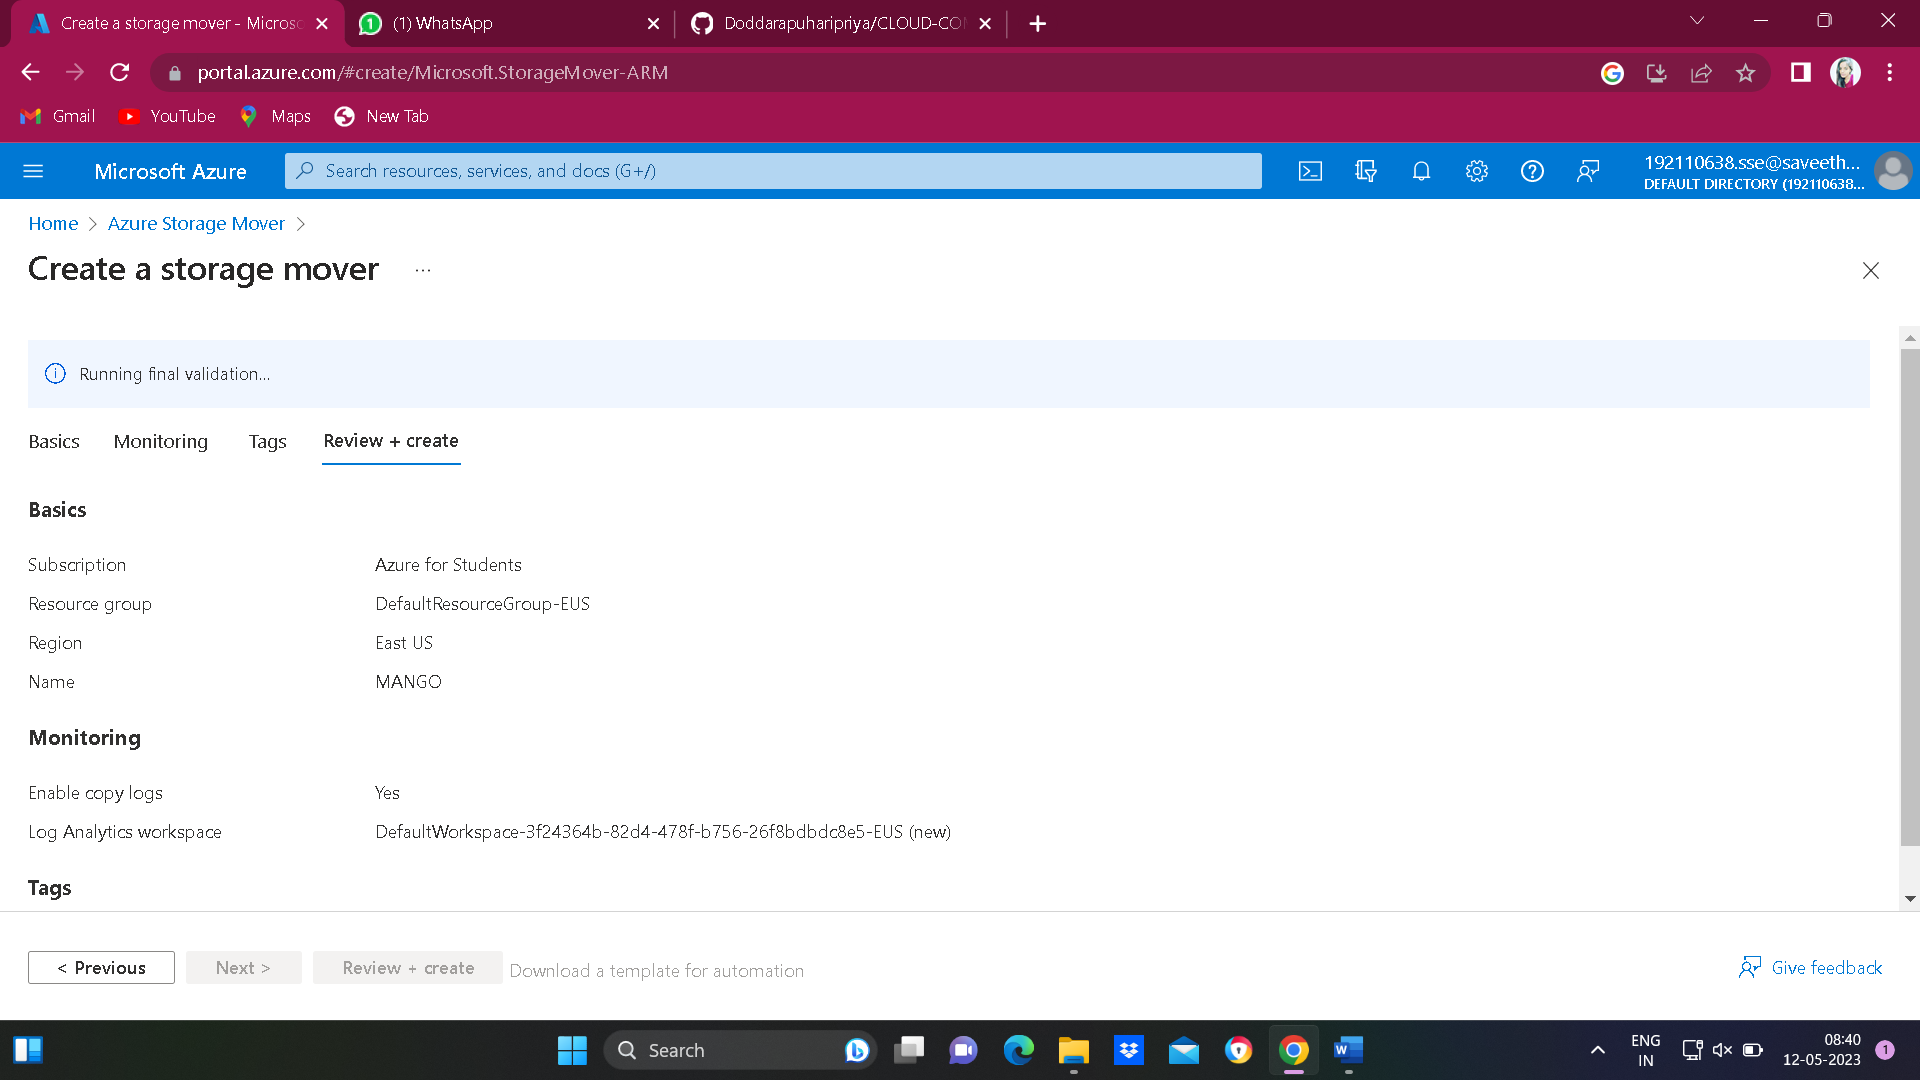 Create a storage mover - Micros
(1) WhatsApp
Doddarapuharipriya/CLOUD-CO
portal.azure.com/#create/Microsoft.StorageMover-ARM
Gmail
YouTube
Maps
New Tab
Microsoft Azure
Search resources, services, and docs (G+/)
192110638.sse@saveeth...
DEFAULT DIRECTORY (192110638...
Home
Azure Storage Mover
Create a storage mover
...
Running final validation...
Basics
Monitoring
Tags
Review + create
Basics
Subscription Azure for Students
Resource group DefaultResourceGroup-EUS
Region East US
Name MANGO
Monitoring
Enable copy logs Yes
Log Analytics workspace DefaultWorkspace-3f24364b-82d4-478f-b756-26f8bdbdc8e5-EUS (new)
Tags
< Previous
Next >
Review + create
Download a template for automation
Give feedback
Search
ENG
IN
08:40
12-05-2023
1